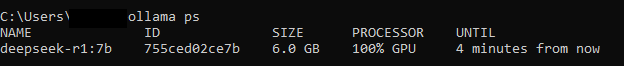 C:\Users\ ollama ps
NAME ID SIZE PROCESSOR UNTIL
deepseek-r1:7b 755ced02ce7b 6.0 GB 100% GPU 4 minutes from now